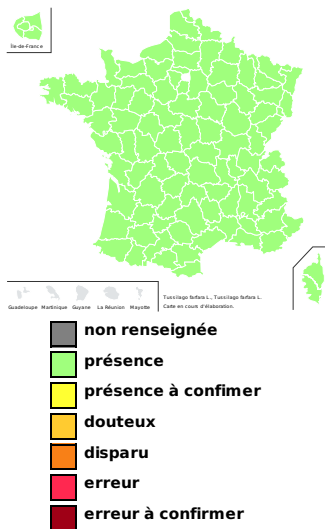 Île-de-France
Guadeloupe Martinique Guyane La Réunion Mayotte
Tussilago farfara L., Tussilago farfara L.
Carte en cours d'élaboration.
non renseignée
présence
présence à confimer
douteux
disparu
erreur
erreur à confirmer